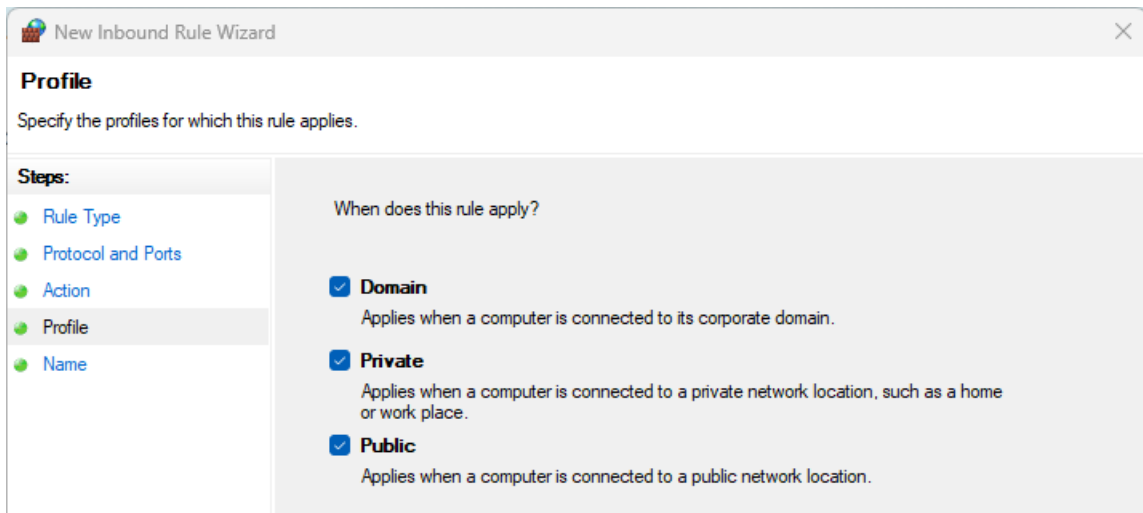 New Inbound Rule Wizard
Profile
Specify the profiles for which this rule applies.
Steps:
Rule Type
Protocol and Ports
Action
Profile
Name
When does this rule apply?
Domain
Applies when a computer is connected to its corporate domain.
Private
Applies when a computer is connected to a private network location, such as a home
or work place.
Public
Applies when a computer is connected to a public network location.